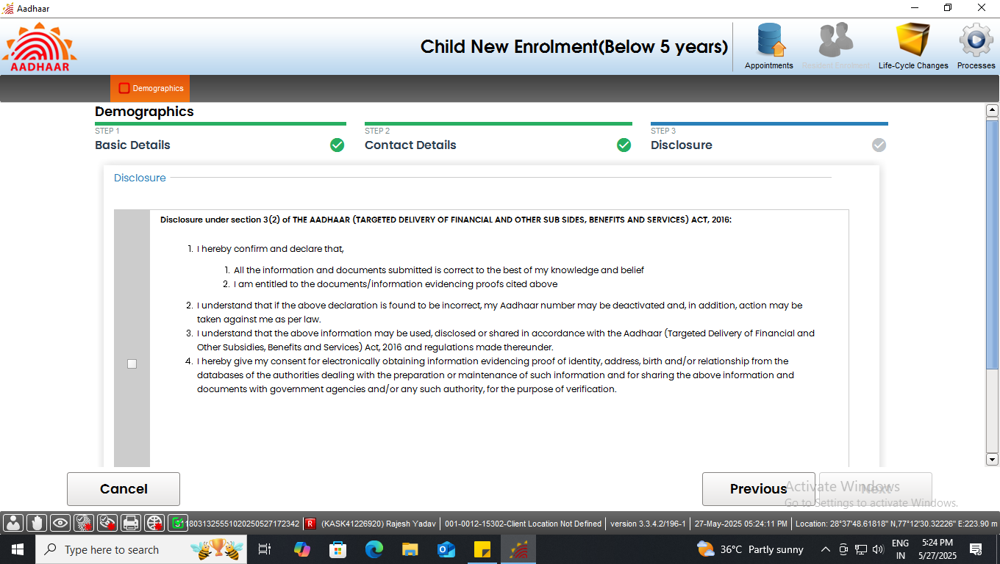 Aadhaar
AADHAAR
Child New Enrolment(Below 5 years)
Appointments
Resident Enrolment
Life-Cycle Changes
Processes
Demographics
Demographics
STEP 1
Basic Details
STEP 2
Contact Details
STEP 3
Disclosure
Disclosure
Disclosure under section 3(2) of THE AADHAAR (TARGETED DELIVERY OF FINANCIAL AND OTHER SUB SIDES, BENEFITS AND SERVICES) ACT, 2016:
1. I hereby confirm and declare that,
1. All the information and documents submitted is correct to the best of my knowledge and belief
2. I am entitled to the documents/information evidencing proofs cited above
2. I understand that if the above declaration is found to be incorrect, my Aadhaar number may be deactivated and, in addition, action may be
taken against me as per law.
3. I understand that the above information may be used, disclosed or shared in accordance with the Aadhaar (Targeted Delivery of Financial and
Other Subsidies, Benefits and Services) Act, 2016 and regulations made thereunder.
4. I hereby give my consent for electronically obtaining information evidencing proof of identity, address, birth and/or relationship from the
databases of the authorities dealing with the preparation or maintenance of such information and for sharing the above information and
documents with government agencies and/or any such authority, for the purpose of verification.
Cancel
Previous
Next
Activate Windows
Go to Settings to activate Windows.
18031325551020250527172342
R
(KASK41226920) Rajesh Yadav
001-0012-15302-Client Location Not Defined
version 3.3.4.2/196-1
27-May-2025 05:24:11 PM
Location: 28°37'48.61818" N,77°12'30.32226" E:223.90 m
Type here to search
36°C Partly sunny
ENG
IN
5:24 PM
5/27/2025